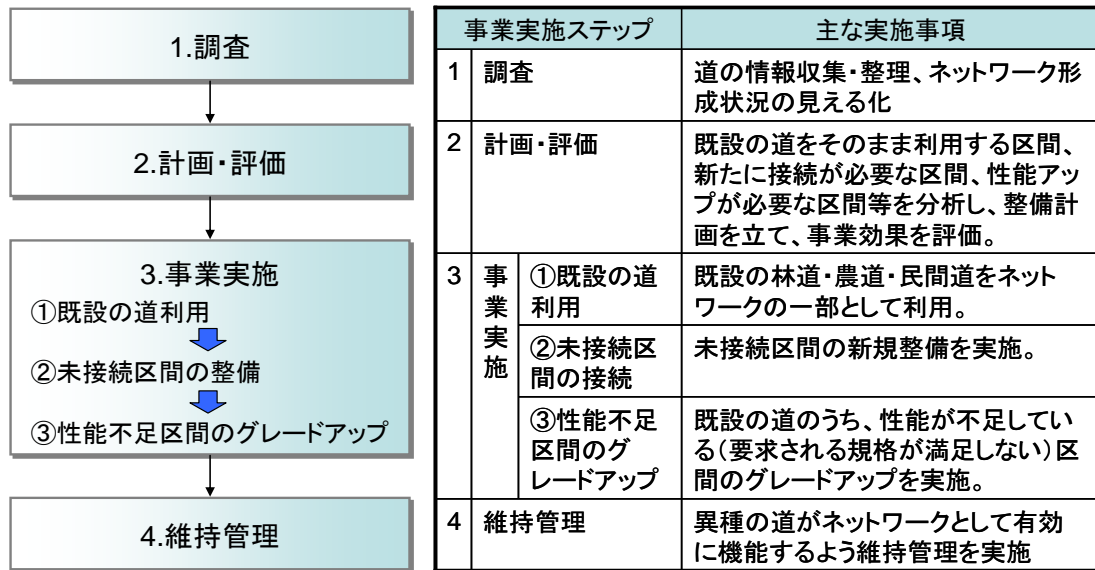 1.調査
2.計画・評価
3.事業実施
①既設の道利用
②未接続区間の整備
③性能不足区間のグレードアップ
4.維持管理
事業実施ステップ
主な実施事項
1
調査
道の情報収集・整理、ネットワーク形
成状況の見える化
2
計画・評価
既設の道をそのまま利用する区間、
新たに接続が必要な区間、性能アッ
プが必要な区間等を分析し、整備計
画を立て、事業効果を評価。
3
事
業
実
施
①既設の道
利用
既設の林道・農道・民間道をネット
ワークの一部として利用。
②未接続区
間の接続
未接続区間の新規整備を実施。
③性能不足
区間のグ
レードアップ
既設の道のうち、性能が不足してい
る(要求される規格が満足しない)区
間のグレードアップを実施。
4
維持管理
異種の道がネットワークとして有効
に機能するよう維持管理を実施